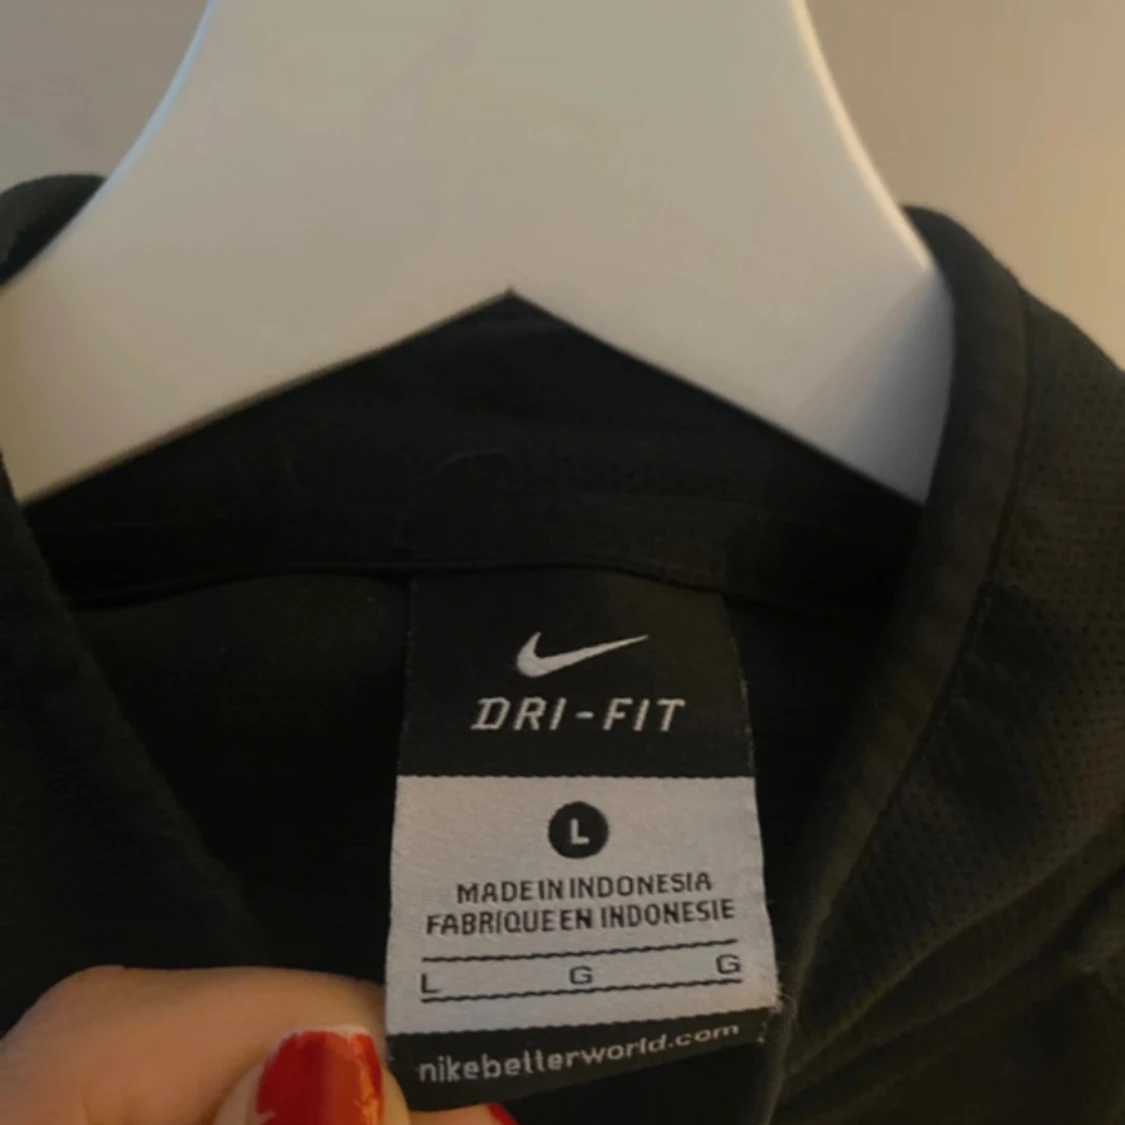 DRI-FIT
L
MADE IN INDONESIA
FABRIQUE EN INDONESIE
L G G
nikebetterworld.com